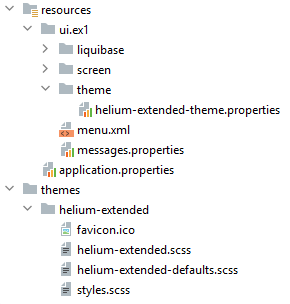 resources
ui.ex1
liquibase
screen
theme
helium-extended-theme.properties
menu.xml
messages.properties
application.properties
themes
helium-extended
favicon.ico
helium-extended.scss
helium-extended-defaults.scss
styles.scss